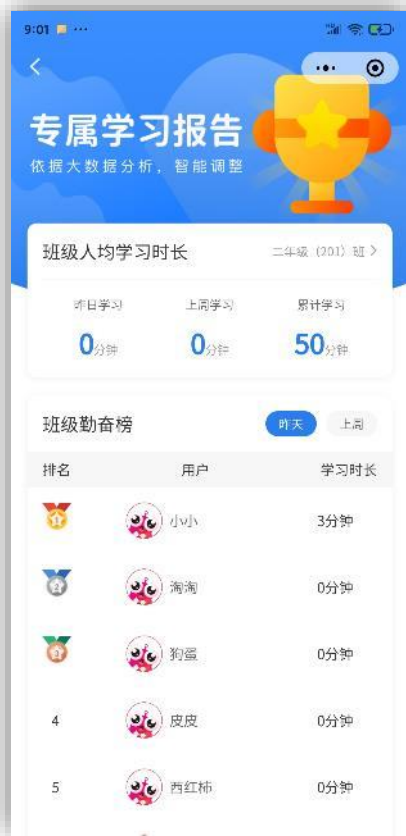 9:01
专属学习报告
依据大数据分析，智能调整
班级人均学习时长 二年级（201）班
昨日学习 上周学习 累计学习
0分钟 0分钟 50分钟
班级勤奋榜 昨天 上周
排名 用户 学习时长
1 小小 3分钟
2 淘淘 0分钟
3 狗蛋 0分钟
4 皮皮 0分钟
5 西红柿 0分钟